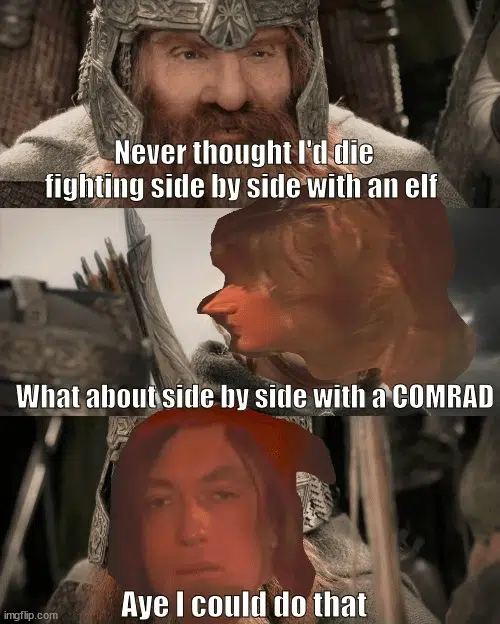 Never thought I'd die
fighting side by side with an elf
What about side by side with a COMRAD
Aye I could do that
imgflip.com